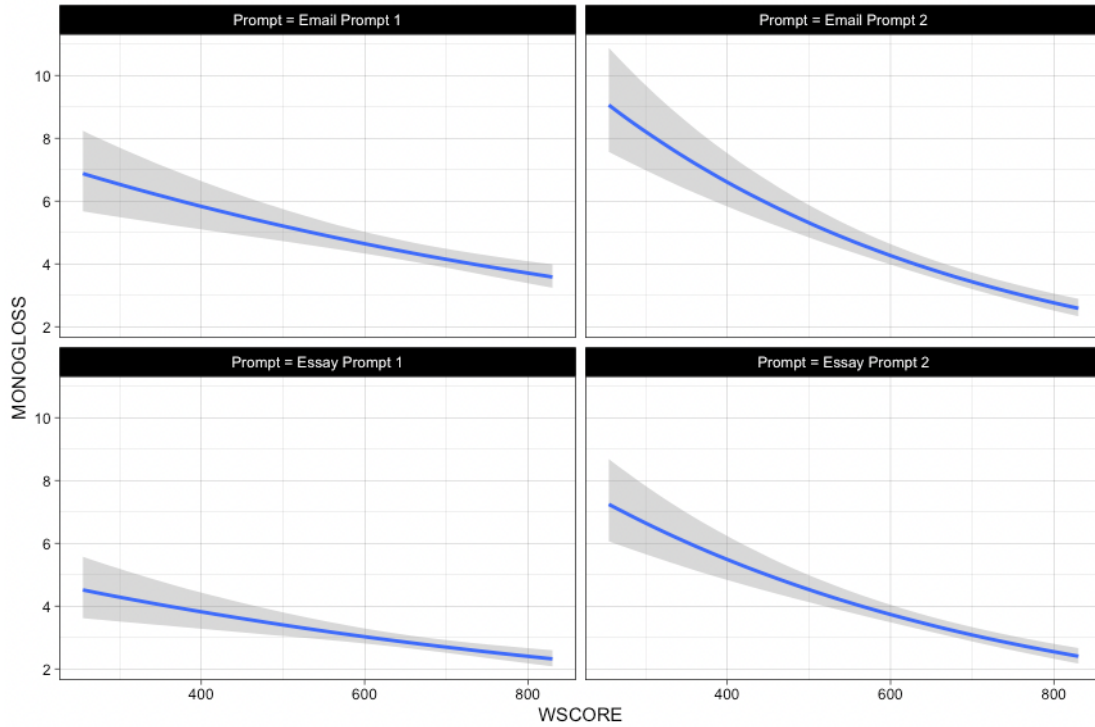 Prompt = Email Prompt 1
Prompt = Email Prompt 2
10
8
6
4
2
Prompt = Essay Prompt 1
Prompt = Essay Prompt 2
10
8
6
4
2
MONOGLOSS
400
600
800
400
600
800
WSCORE